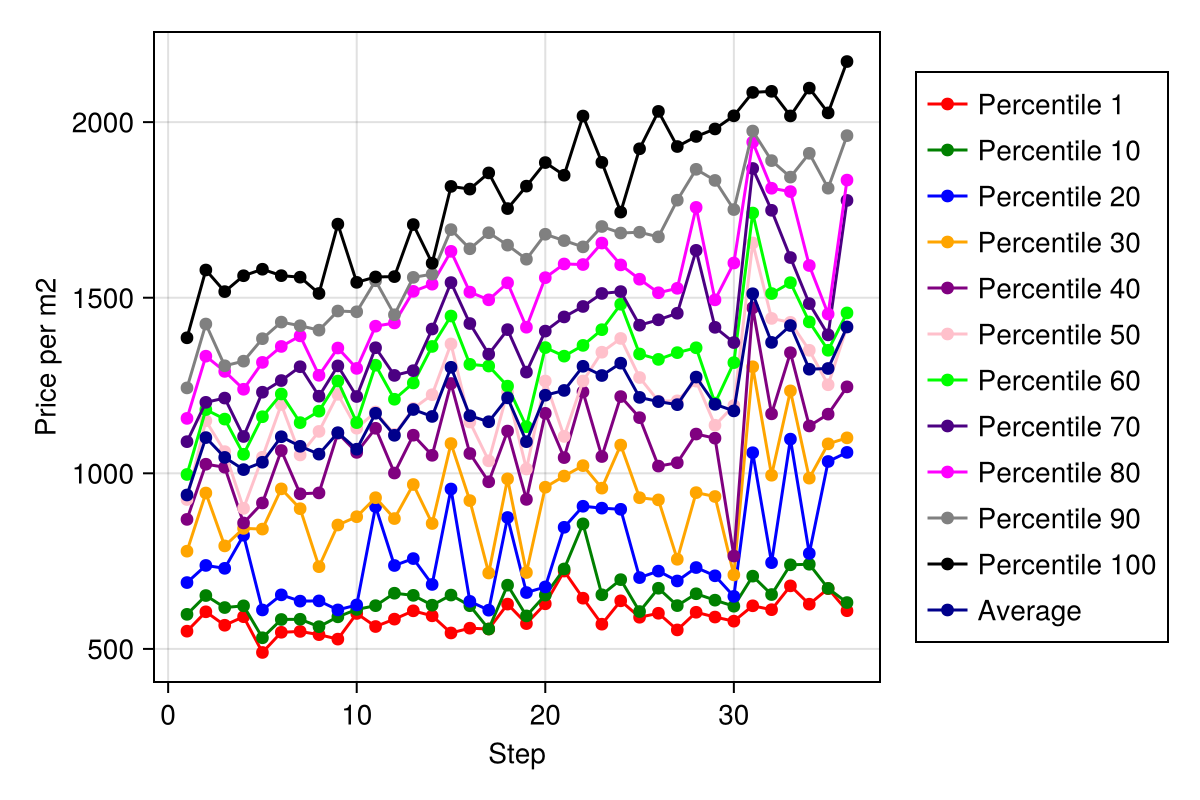 2000
1500
1000
500
Price per m2
0 10 20 30
Step
Percentile 1
Percentile 10
Percentile 20
Percentile 30
Percentile 40
Percentile 50
Percentile 60
Percentile 70
Percentile 80
Percentile 90
Percentile 100
Average